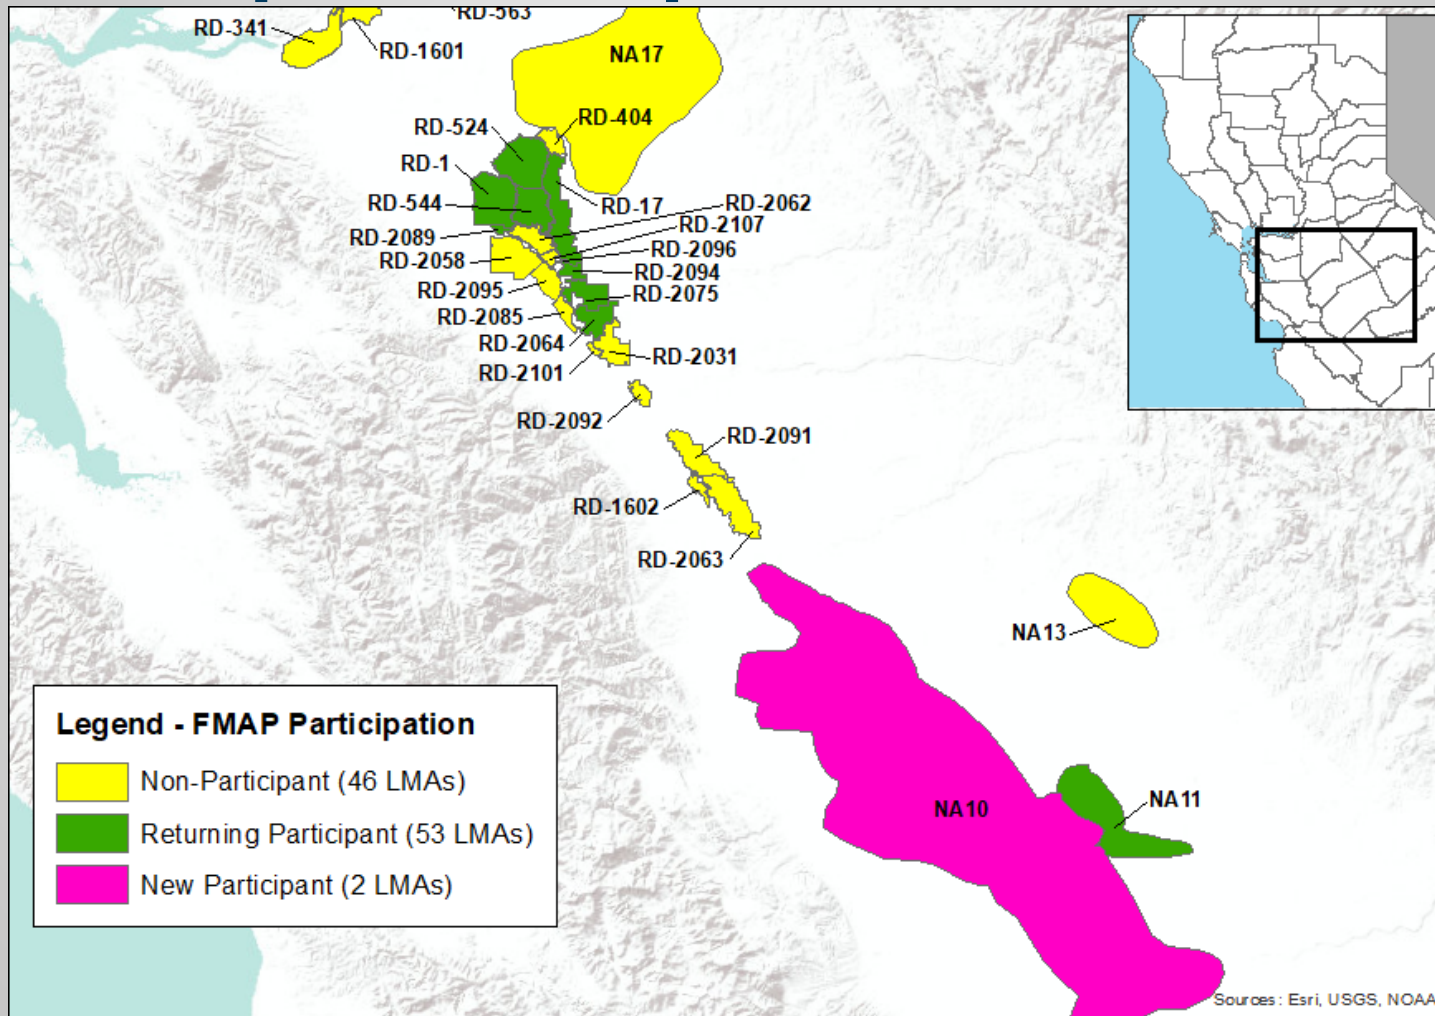 RD-563
RD-341
RD-1601
NA17
RD-404
RD-524
RD-1
RD-17
RD-2062
RD-544
RD-2107
RD-2089
RD-2096
RD-2058
RD-2094
RD-2095
RD-2075
RD-2085
RD-2064
RD-2031
RD-2101
RD-2092
RD-2091
RD-1602
RD-2063
NA13
NA10
NA11
Legend - FMAP Participation
Non-Participant (46 LMAs)
Returning Participant (53 LMAs)
New Participant (2 LMAs)
Sources: Esri, USGS, NOAA